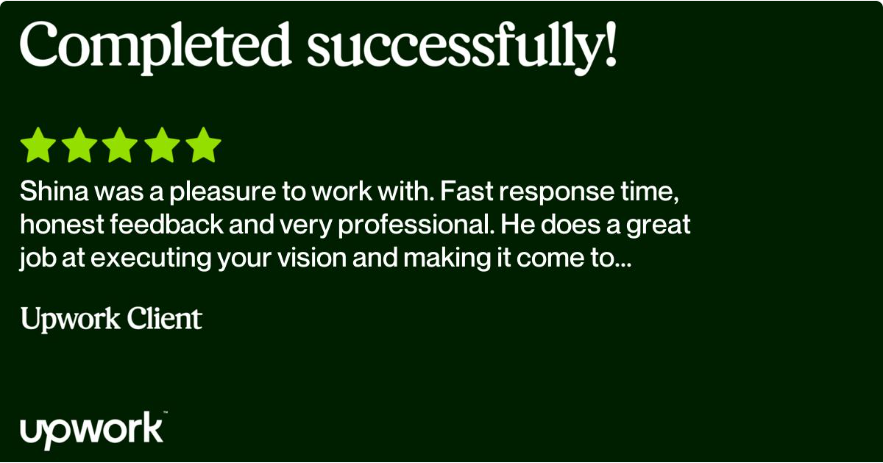 Completed successfully!
Shina was a pleasure to work with. Fast response time,
honest feedback and very professional. He does a great
job at executing your vision and making it come to...
Upwork Client
upwork™